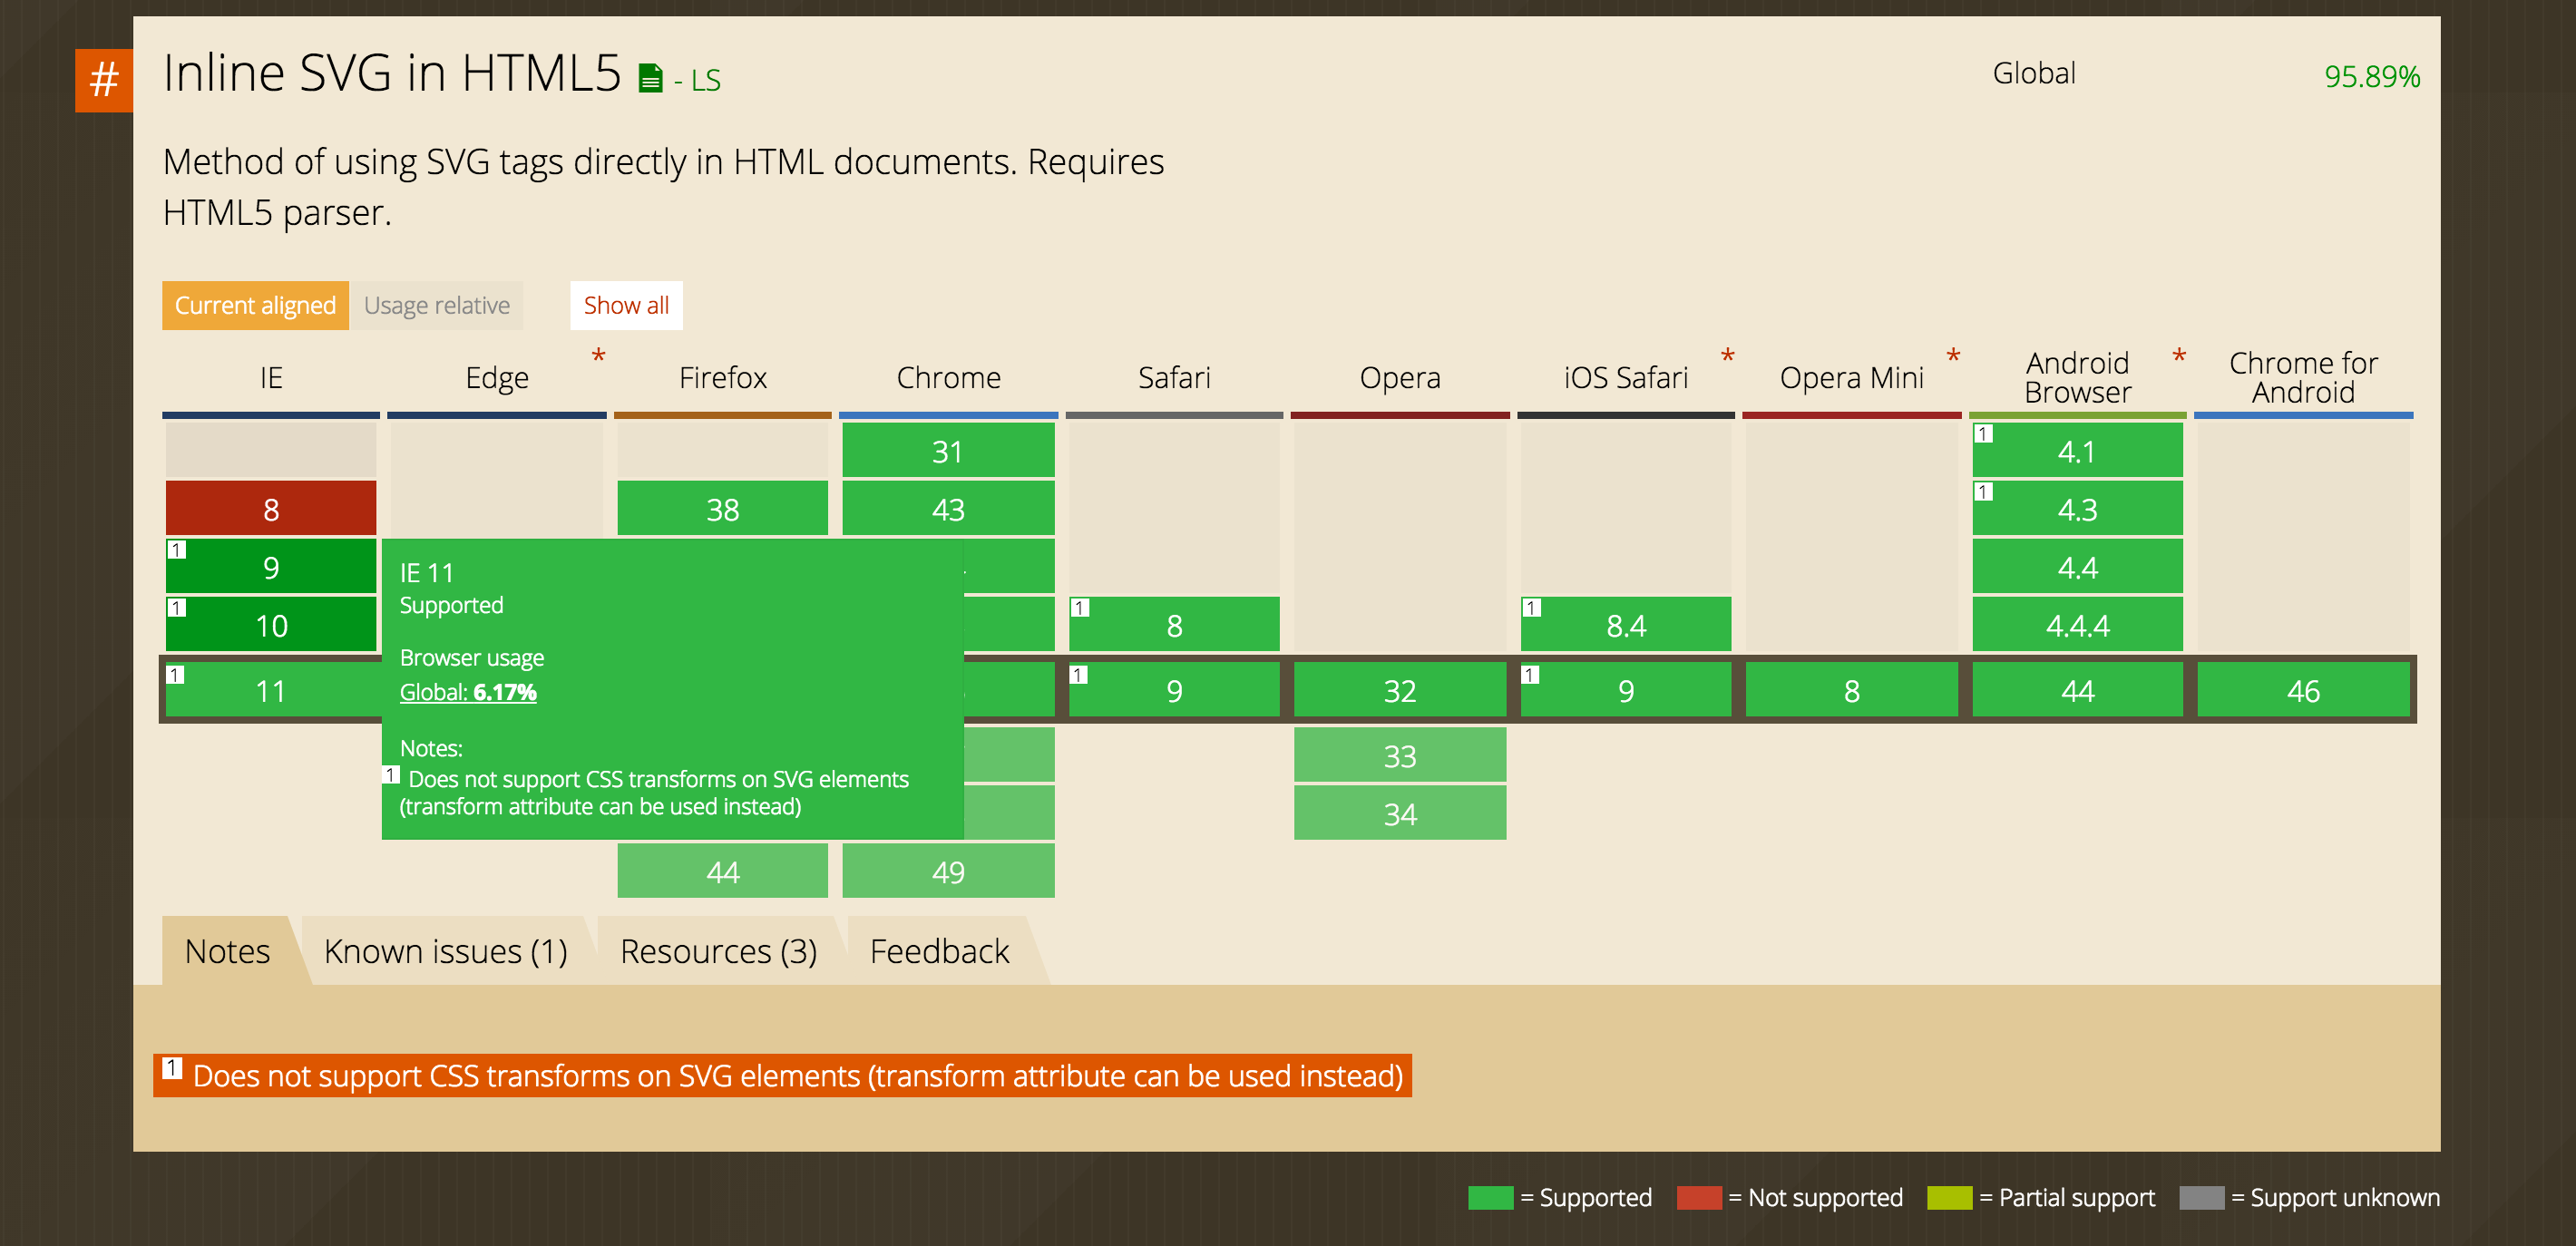 #
Inline SVG in HTML5 - LS
Global 95.89%
Method of using SVG tags directly in HTML documents. Requires
HTML5 parser.
Current aligned Usage relative Show all
IE Edge * Firefox Chrome Safari Opera iOS Safari * Opera Mini * Android Browser * Chrome for Android
31 1 4.1
8 38 43 1 4.3
1 9 4.4
1 10 1 8 1 8.4 4.4.4
1 11 1 9 32 1 9 8 44 46
33
34
44 49
IE 11
Supported
Browser usage
Global: 6.17%
Notes:
1 Does not support CSS transforms on SVG elements
(transform attribute can be used instead)
Notes Known issues (1) Resources (3) Feedback
1 Does not support CSS transforms on SVG elements (transform attribute can be used instead)
= Supported = Not supported = Partial support = Support unknown